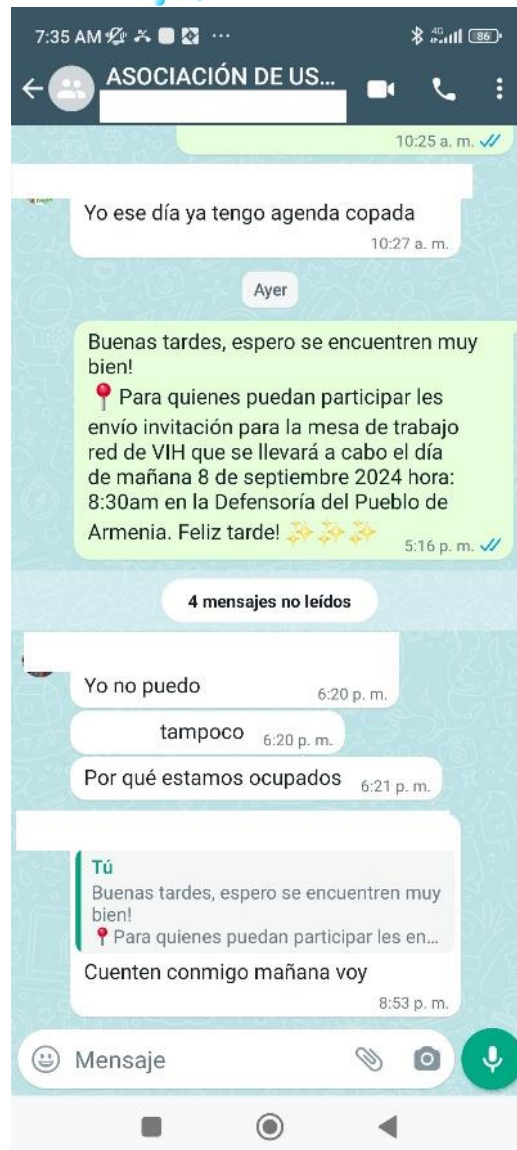 7:35 AM
4G
86
ASOCIACIÓN DE US...
10:25 a. m.
Yo ese día ya tengo agenda copada
10:27 a. m.
Ayer
Buenas tardes, espero se encuentren muy
bien!
📍 Para quienes puedan participar les
envío invitación para la mesa de trabajo
red de VIH que se llevará a cabo el día
de mañana 8 de septiembre 2024 hora:
8:30am en la Defensoría del Pueblo de
Armenia. Feliz tarde! ✨ ✨ ✨
5:16 p. m.
4 mensajes no leídos
Yo no puedo
6:20 p. m.
tampoco
6:20 p. m.
Por qué estamos ocupados
6:21 p. m.
Tú
Buenas tardes, espero se encuentren muy
bien!
📍 Para quienes puedan participar les en...
Cuenten conmigo mañana voy
8:53 p. m.
Mensaje